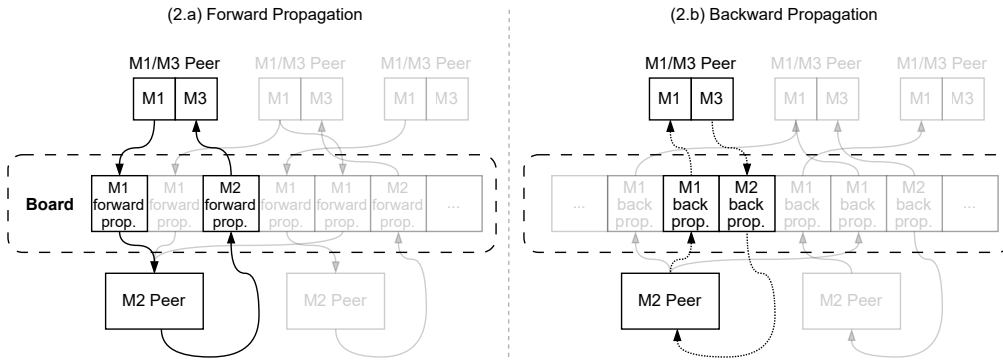 (2.a) Forward Propagation
M1/M3 Peer
M1/M3 Peer
M1/M3 Peer
M1
M3
M1
M3
M1
M3
Board
M1
forward
prop.
M1
forward
prop.
M2
forward
prop.
M1
forward
prop.
M1
forward
prop.
M2
forward
prop.
...
M2 Peer
M2 Peer
(2.b) Backward Propagation
M1/M3 Peer
M1/M3 Peer
M1/M3 Peer
M1
M3
M1
M3
M1
M3
...
M1
back
prop.
M1
back
prop.
M2
back
prop.
M1
back
prop.
M1
back
prop.
M2
back
prop.
...
M2 Peer
M2 Peer